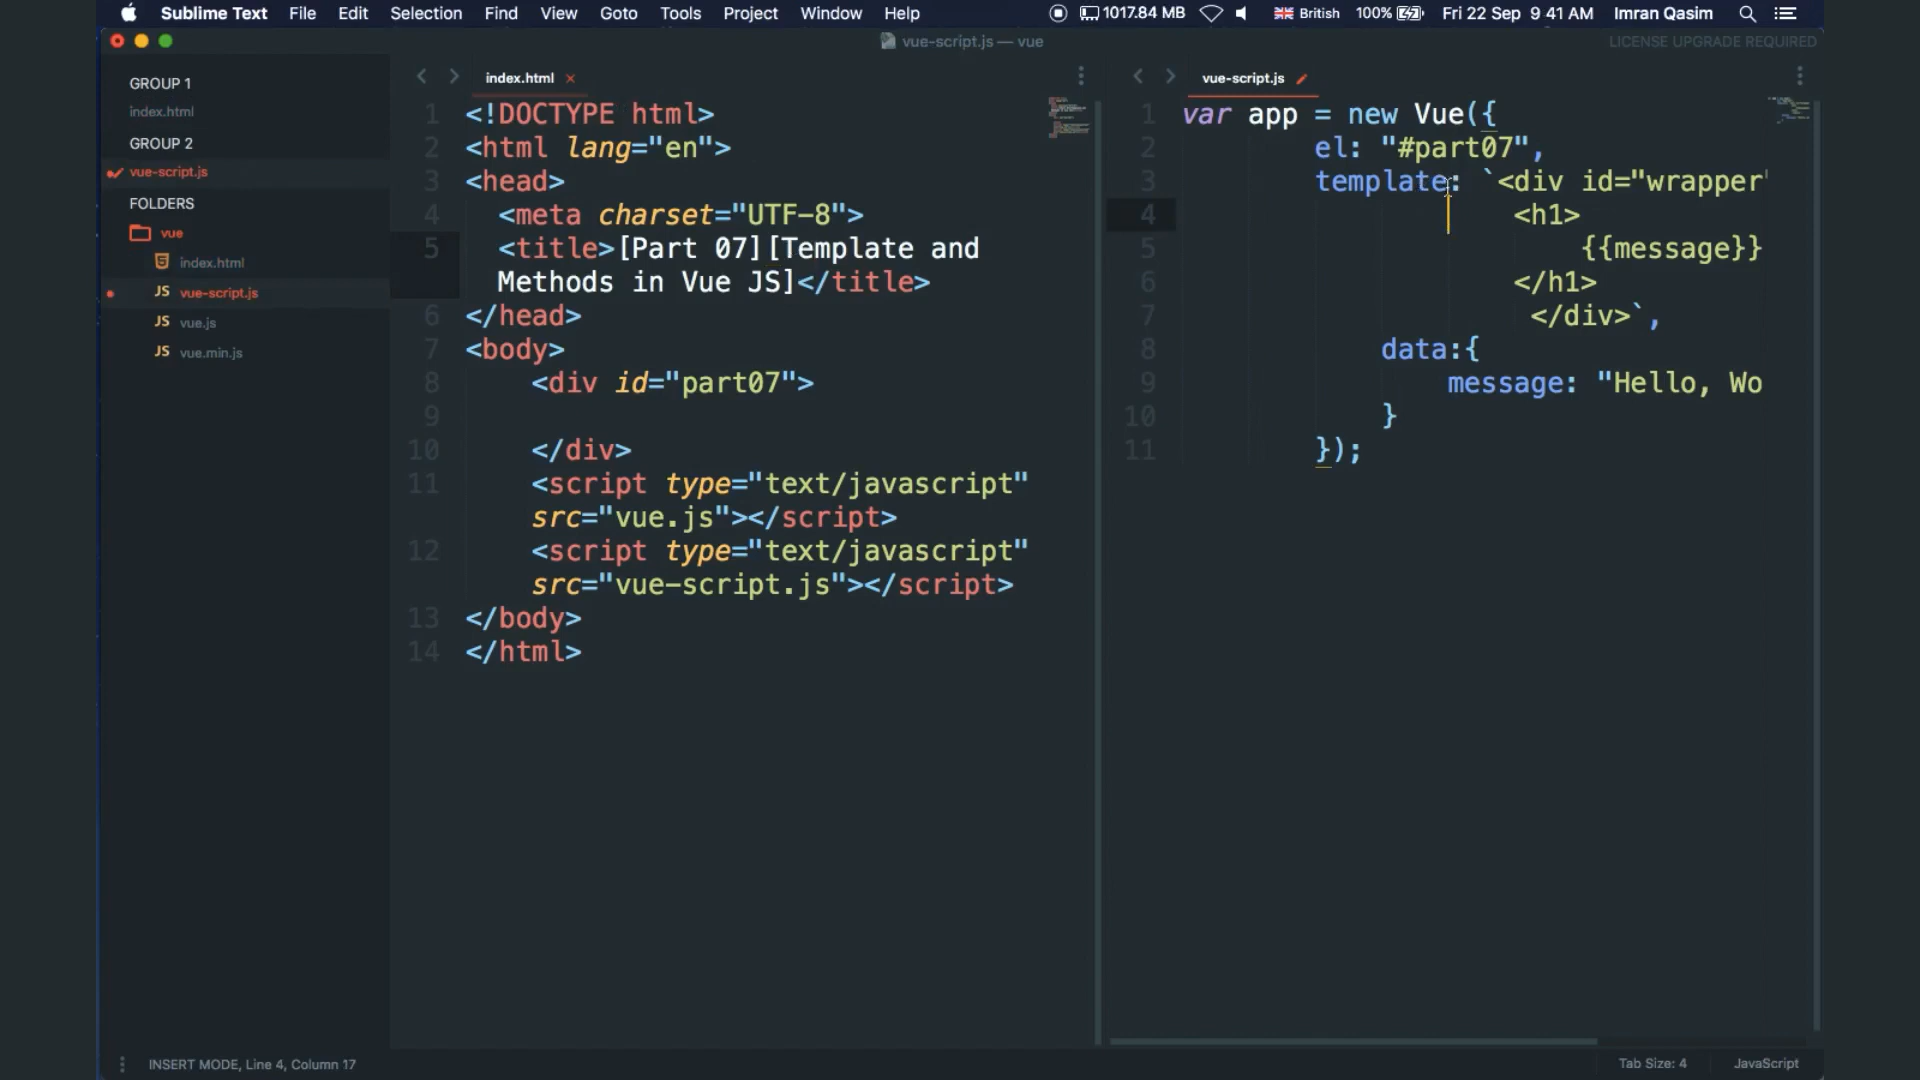 Sublime Text File Edit Selection Find View Goto Tools Project Window Help 1017.84 MB British 100% Fri 22 Sep 9 41 AM Imran Qasim
vue-script.js — vue
LICENSE UPGRADE REQUIRED
GROUP 1
index.html
GROUP 2
vue-script.js
FOLDERS
vue
index.html
JS vue-script.js
JS vue.js
JS vue.min.js
index.html
1 <!DOCTYPE html>
2 <html lang="en">
3 <head>
4 <meta charset="UTF-8">
5 <title>[Part 07][Template and
Methods in Vue JS]</title>
6 </head>
7 <body>
8 <div id="part07">
9
10 </div>
11 <script type="text/javascript"
src="vue.js"></script>
12 <script type="text/javascript"
src="vue-script.js"></script>
13 </body>
14 </html>
vue-script.js
1 var app = new Vue({
2 el: "#part07",
3 template: `<div id="wrapper"
4 <h1>
5 {{message}}
6 </h1>
7 </div>`,
8 data:{
9 message: "Hello, Wo
10 }
11 });
INSERT MODE, Line 4, Column 17
Tab Size: 4
JavaScript